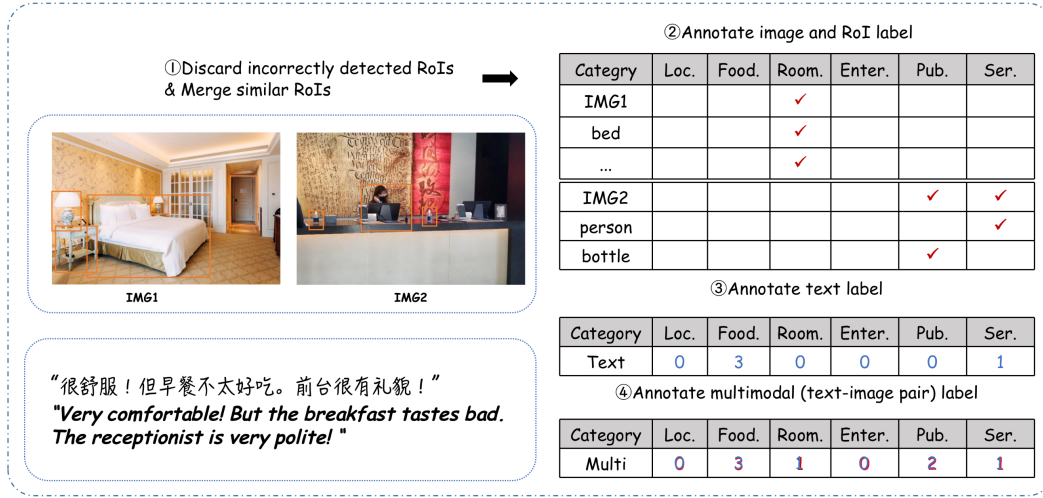 ②Annotate image and RoI label
①Discard incorrectly detected RoIs
& Merge similar RoIs
Categry Loc. Food. Room. Enter. Pub. Ser.
IMG1 ✓
bed ✓
... ✓
IMG2 ✓ ✓
person ✓
bottle ✓
IMG1 IMG2
③Annotate text label
Category Loc. Food. Room. Enter. Pub. Ser.
Text 0 3 0 0 0 1
“很舒服！但早餐不太好吃。前台很有礼貌！”
"Very comfortable! But the breakfast tastes bad.
The receptionist is very polite! "
④Annotate multimodal (text-image pair) label
Category Loc. Food. Room. Enter. Pub. Ser.
Multi 0 3 1 0 2 1